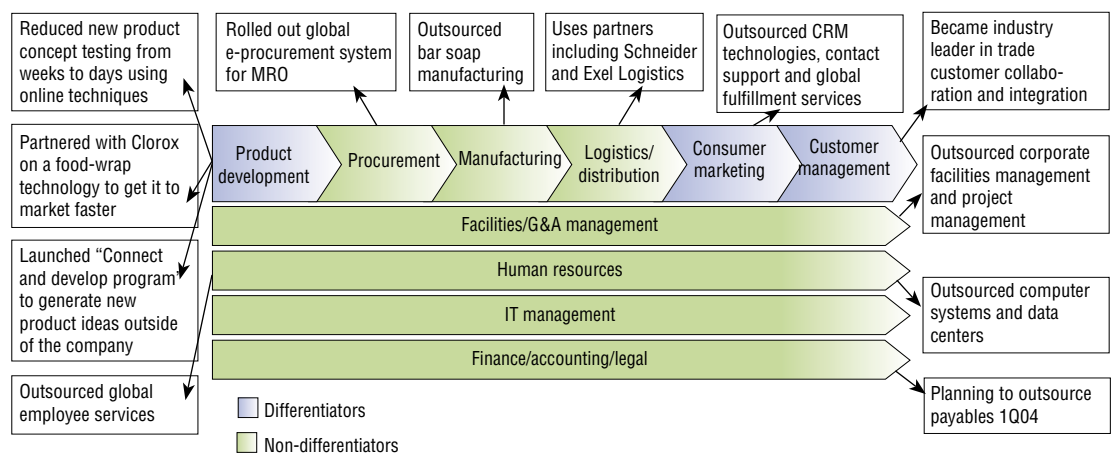 Reduced new product
concept testing from
weeks to days using
online techniques
Rolled out global
e-procurement system
for MRO
Outsourced
bar soap
manufacturing
Uses partners
including Schneider
and Exel Logistics
Outsourced CRM
technologies, contact
support and global
fulfillment services
Became industry
leader in trade
customer collabo-
ration and integration
Partnered with Clorox
on a food-wrap
technology to get it to
market faster
Product
development
Procurement
Manufacturing
Logistics/
distribution
Consumer
marketing
Customer
management
Outsourced corporate
facilities management
and project
management
Facilities/G&A management
Launched “Connect
and develop program”
to generate new
product ideas outside
of the company
Human resources
IT management
Outsourced computer
systems and data
centers
Finance/accounting/legal
Outsourced global
employee services
Planning to outsource
payables 1Q04
Differentiators
Non-differentiators